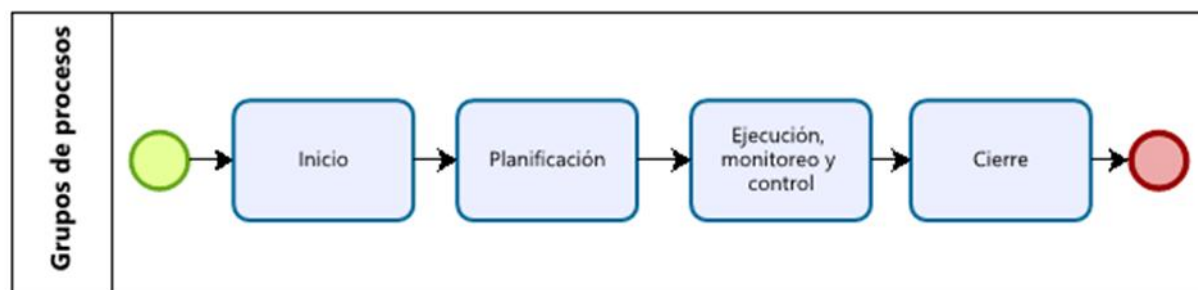 Grupos de procesos
Inicio
Planificación
Ejecución,
monitoreo y
control
Cierre